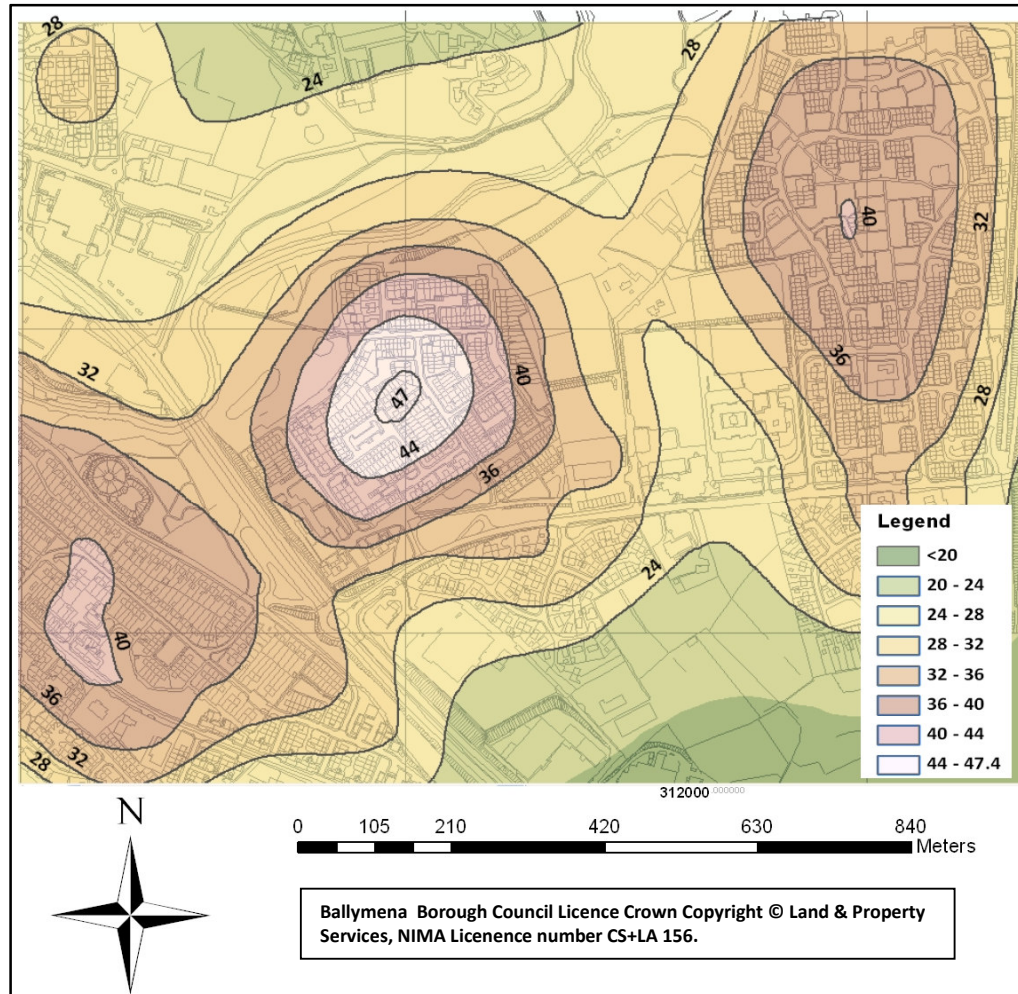 28
24
28
40
32
32
36
28
40
47
44
36
24
40
36
32
28
Legend
<20
20 - 24
24 - 28
28 - 32
32 - 36
36 - 40
40 - 44
44 - 47.4
312000.000000
N
0 105 210 420 630 840
Meters
Ballymena Borough Council Licence Crown Copyright © Land & Property
Services, NIMA Licenence number CS+LA 156.